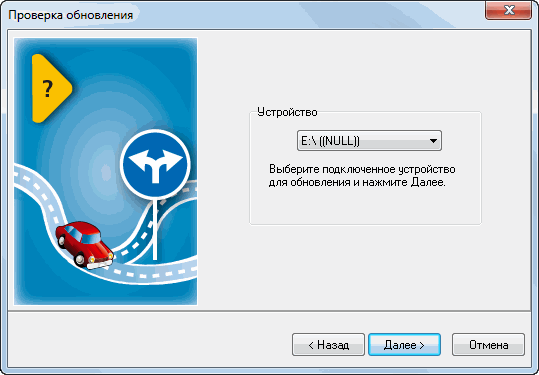 Проверка обновления
?
Устройство
E:\ ((NULL))
Выберите подключенное устройство
для обновления и нажмите Далее.
< Назад
Далее >
Отмена